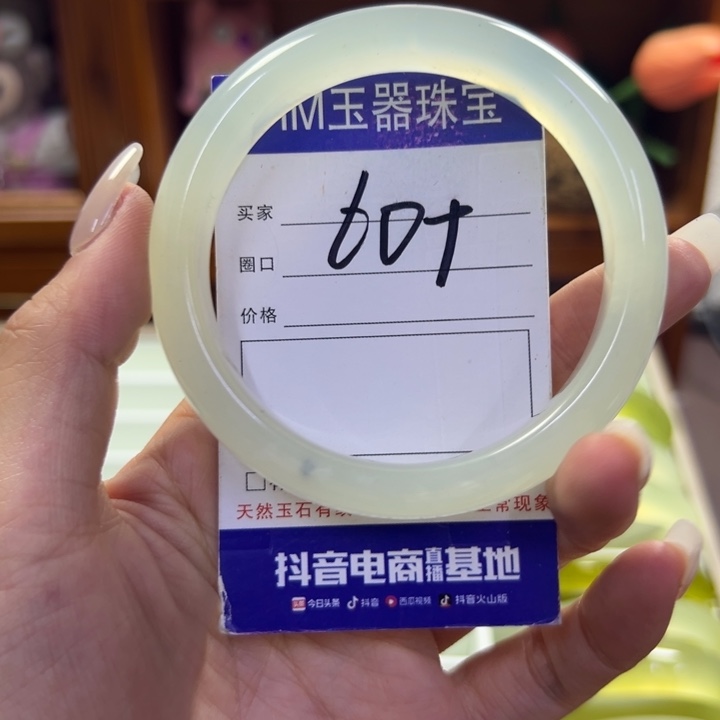 IM玉器珠宝
买家
60+
圈口
价格
天然玉石有 常现象
抖音电商直播基地
今日头条 抖音 西瓜视频 抖音火山版